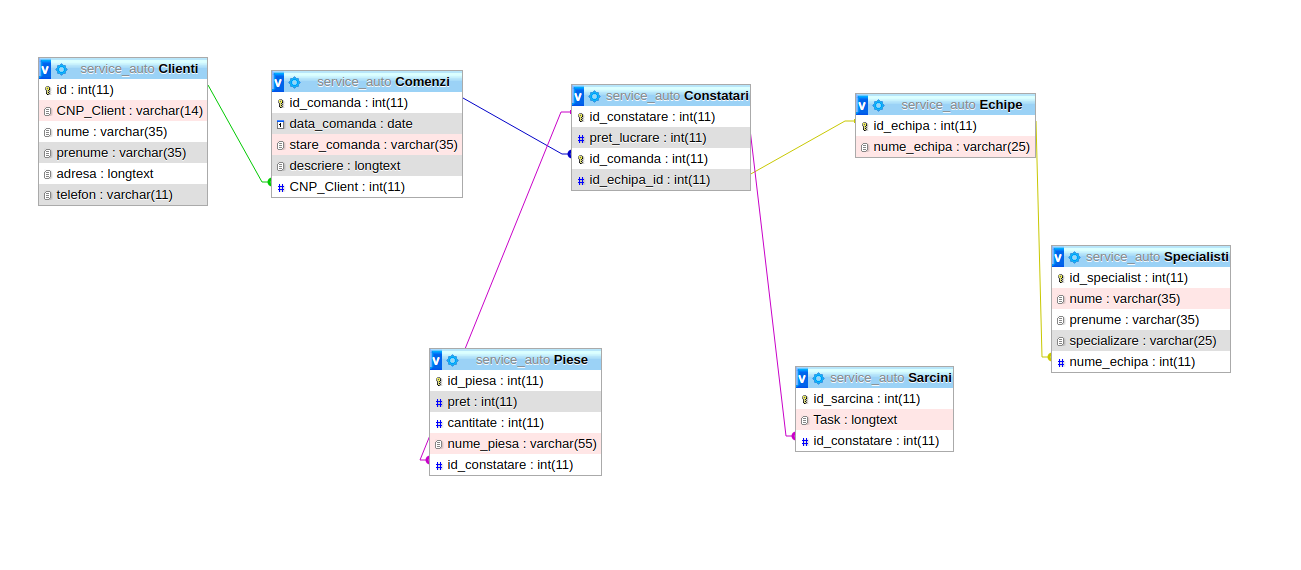 v service_auto Clienti
id : int(11)
CNP_Client : varchar(14)
nume : varchar(35)
prenume : varchar(35)
adresa : longtext
telefon : varchar(11)
v service_auto Comenzi
id_comanda : int(11)
data_comanda : date
stare_comanda : varchar(35)
descriere : longtext
# CNP_Client : int(11)
v service_auto Constatari
id_constatare : int(11)
# pret_lucrare : int(11)
id_comanda : int(11)
# id_echipa_id : int(11)
v service_auto Echipe
id_echipa : int(11)
nume_echipa : varchar(25)
v service_auto Specialisti
id_specialist : int(11)
nume : varchar(35)
prenume : varchar(35)
specializare : varchar(25)
# nume_echipa : int(11)
v service_auto Piese
id_piesa : int(11)
# pret : int(11)
# cantitate : int(11)
nume_piesa : varchar(55)
# id_constatare : int(11)
v service_auto Sarcini
id_sarcina : int(11)
Task : longtext
# id_constatare : int(11)